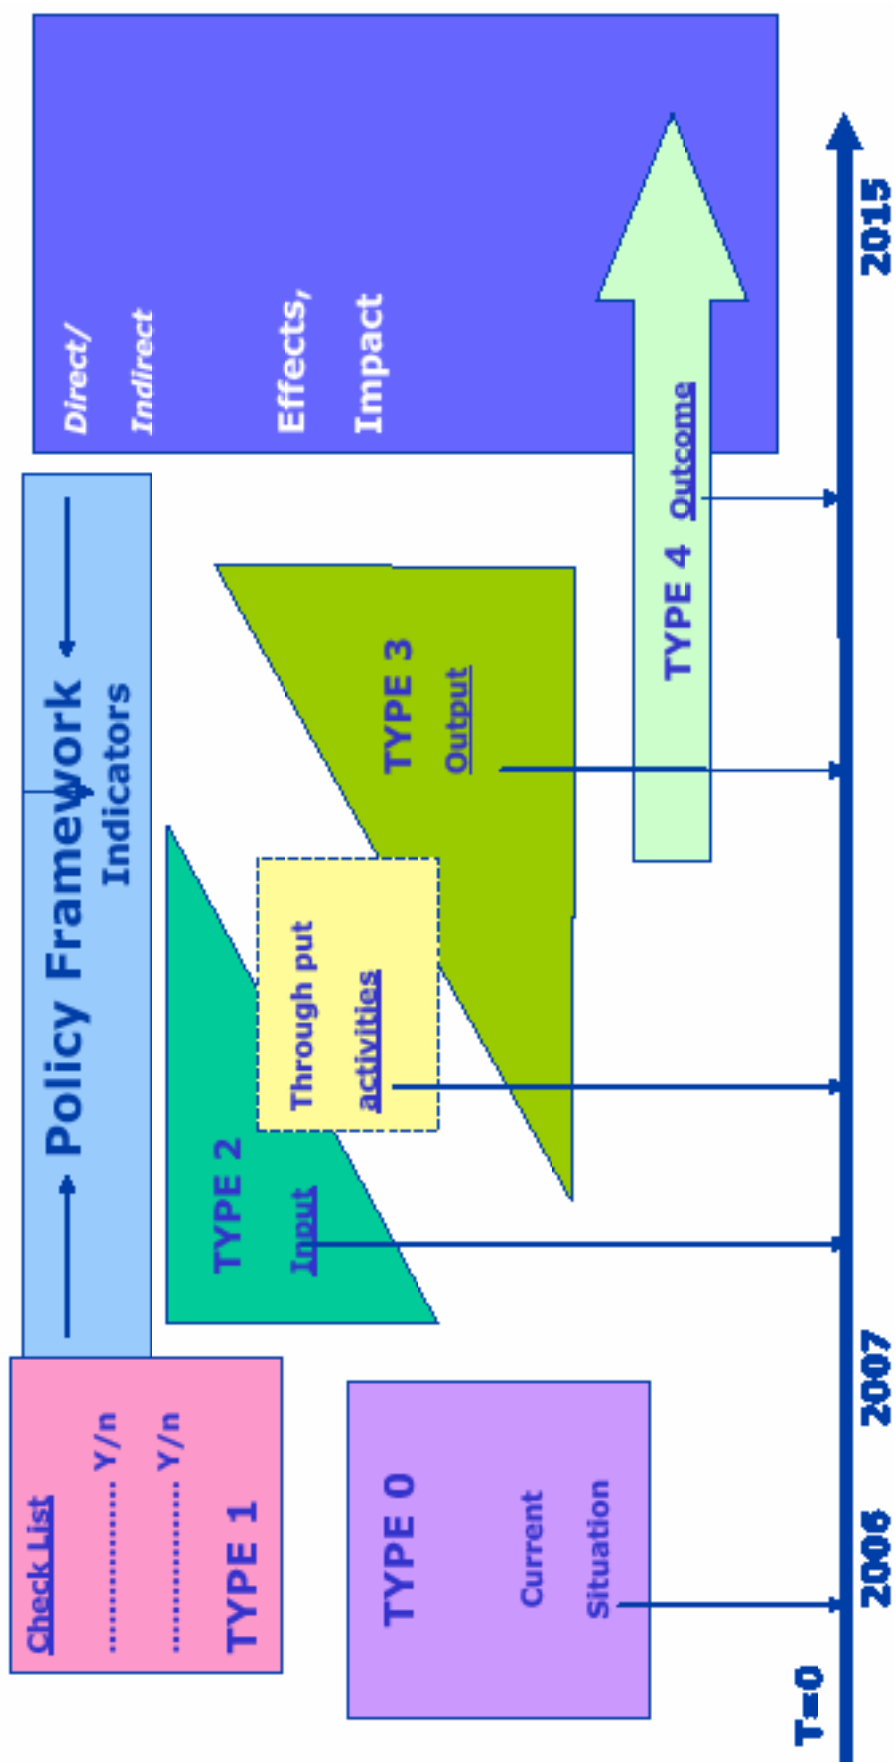 Check List
............... Y/n
............... Y/n
TYPE 1
Policy Framework
Indicators
Direct/
Indirect
Effects,
Impact
TYPE 2
Input
Through put
activities
TYPE 3
Output
TYPE 0
Current
Situation
TYPE 4 Outcome
T=0
2006
2007
2015